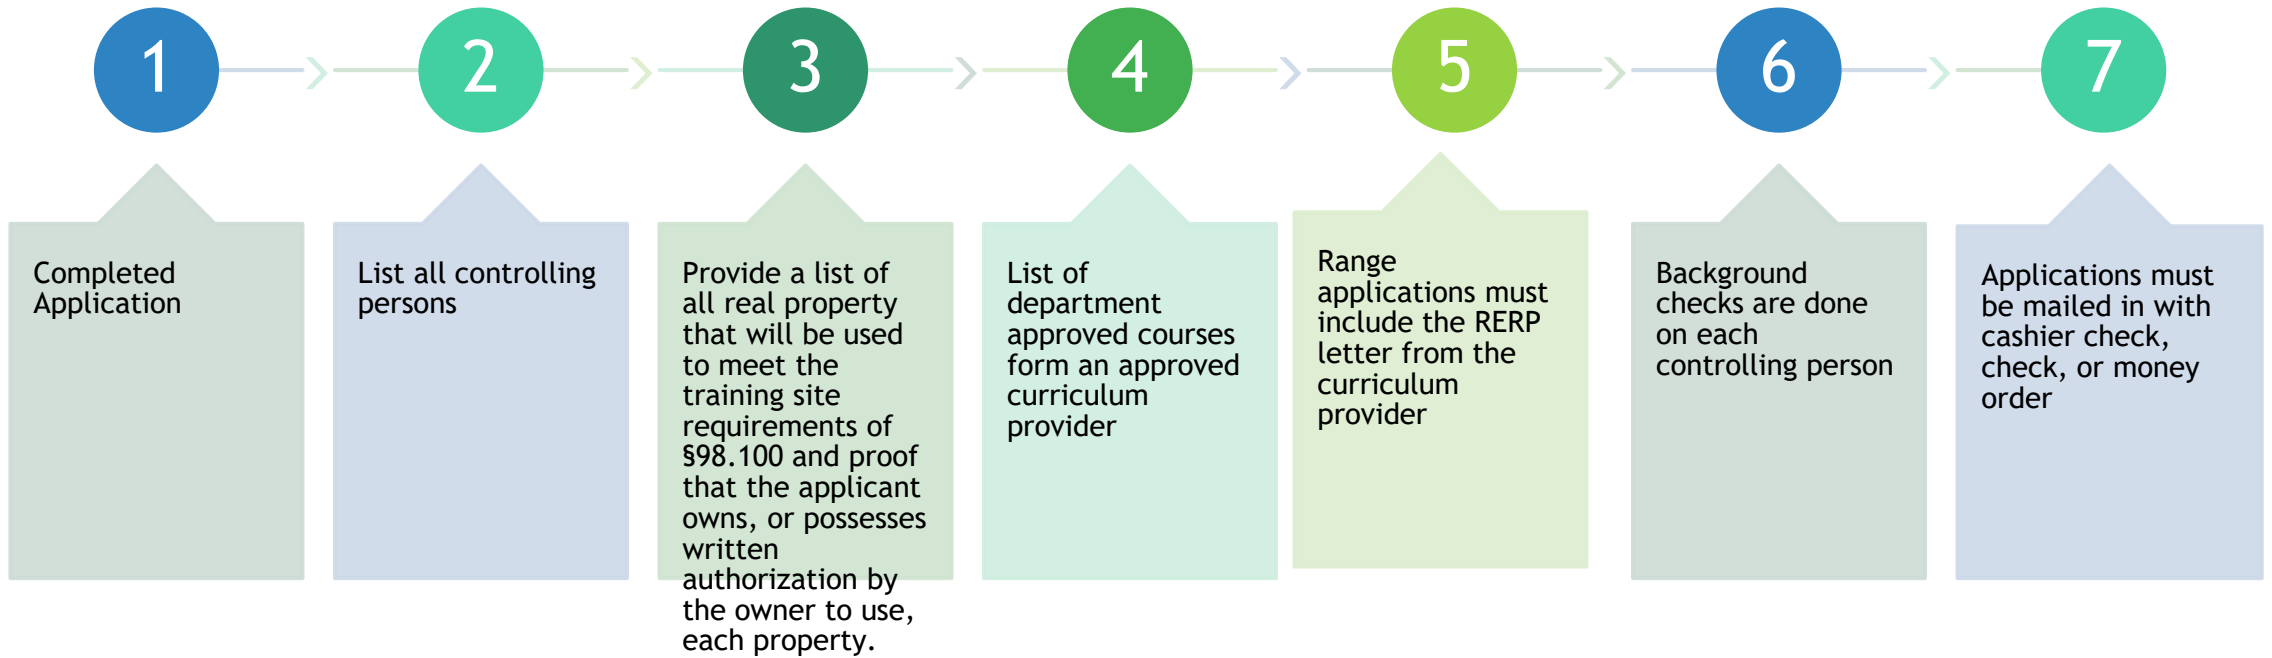 1
2
3
4
5
6
7
Completed
Application
List all controlling
persons
Provide a list of
all real property
that will be used
to meet the
training site
requirements of
§98.100 and proof
that the applicant
owns, or possesses
written
authorization by
the owner to use,
each property.
List of
department
approved courses
form an approved
curriculum
provider
Range
applications must
include the RERP
letter from the
curriculum
provider
Background
checks are done
on each
controlling person
Applications must
be mailed in with
cashier check,
check, or money
order